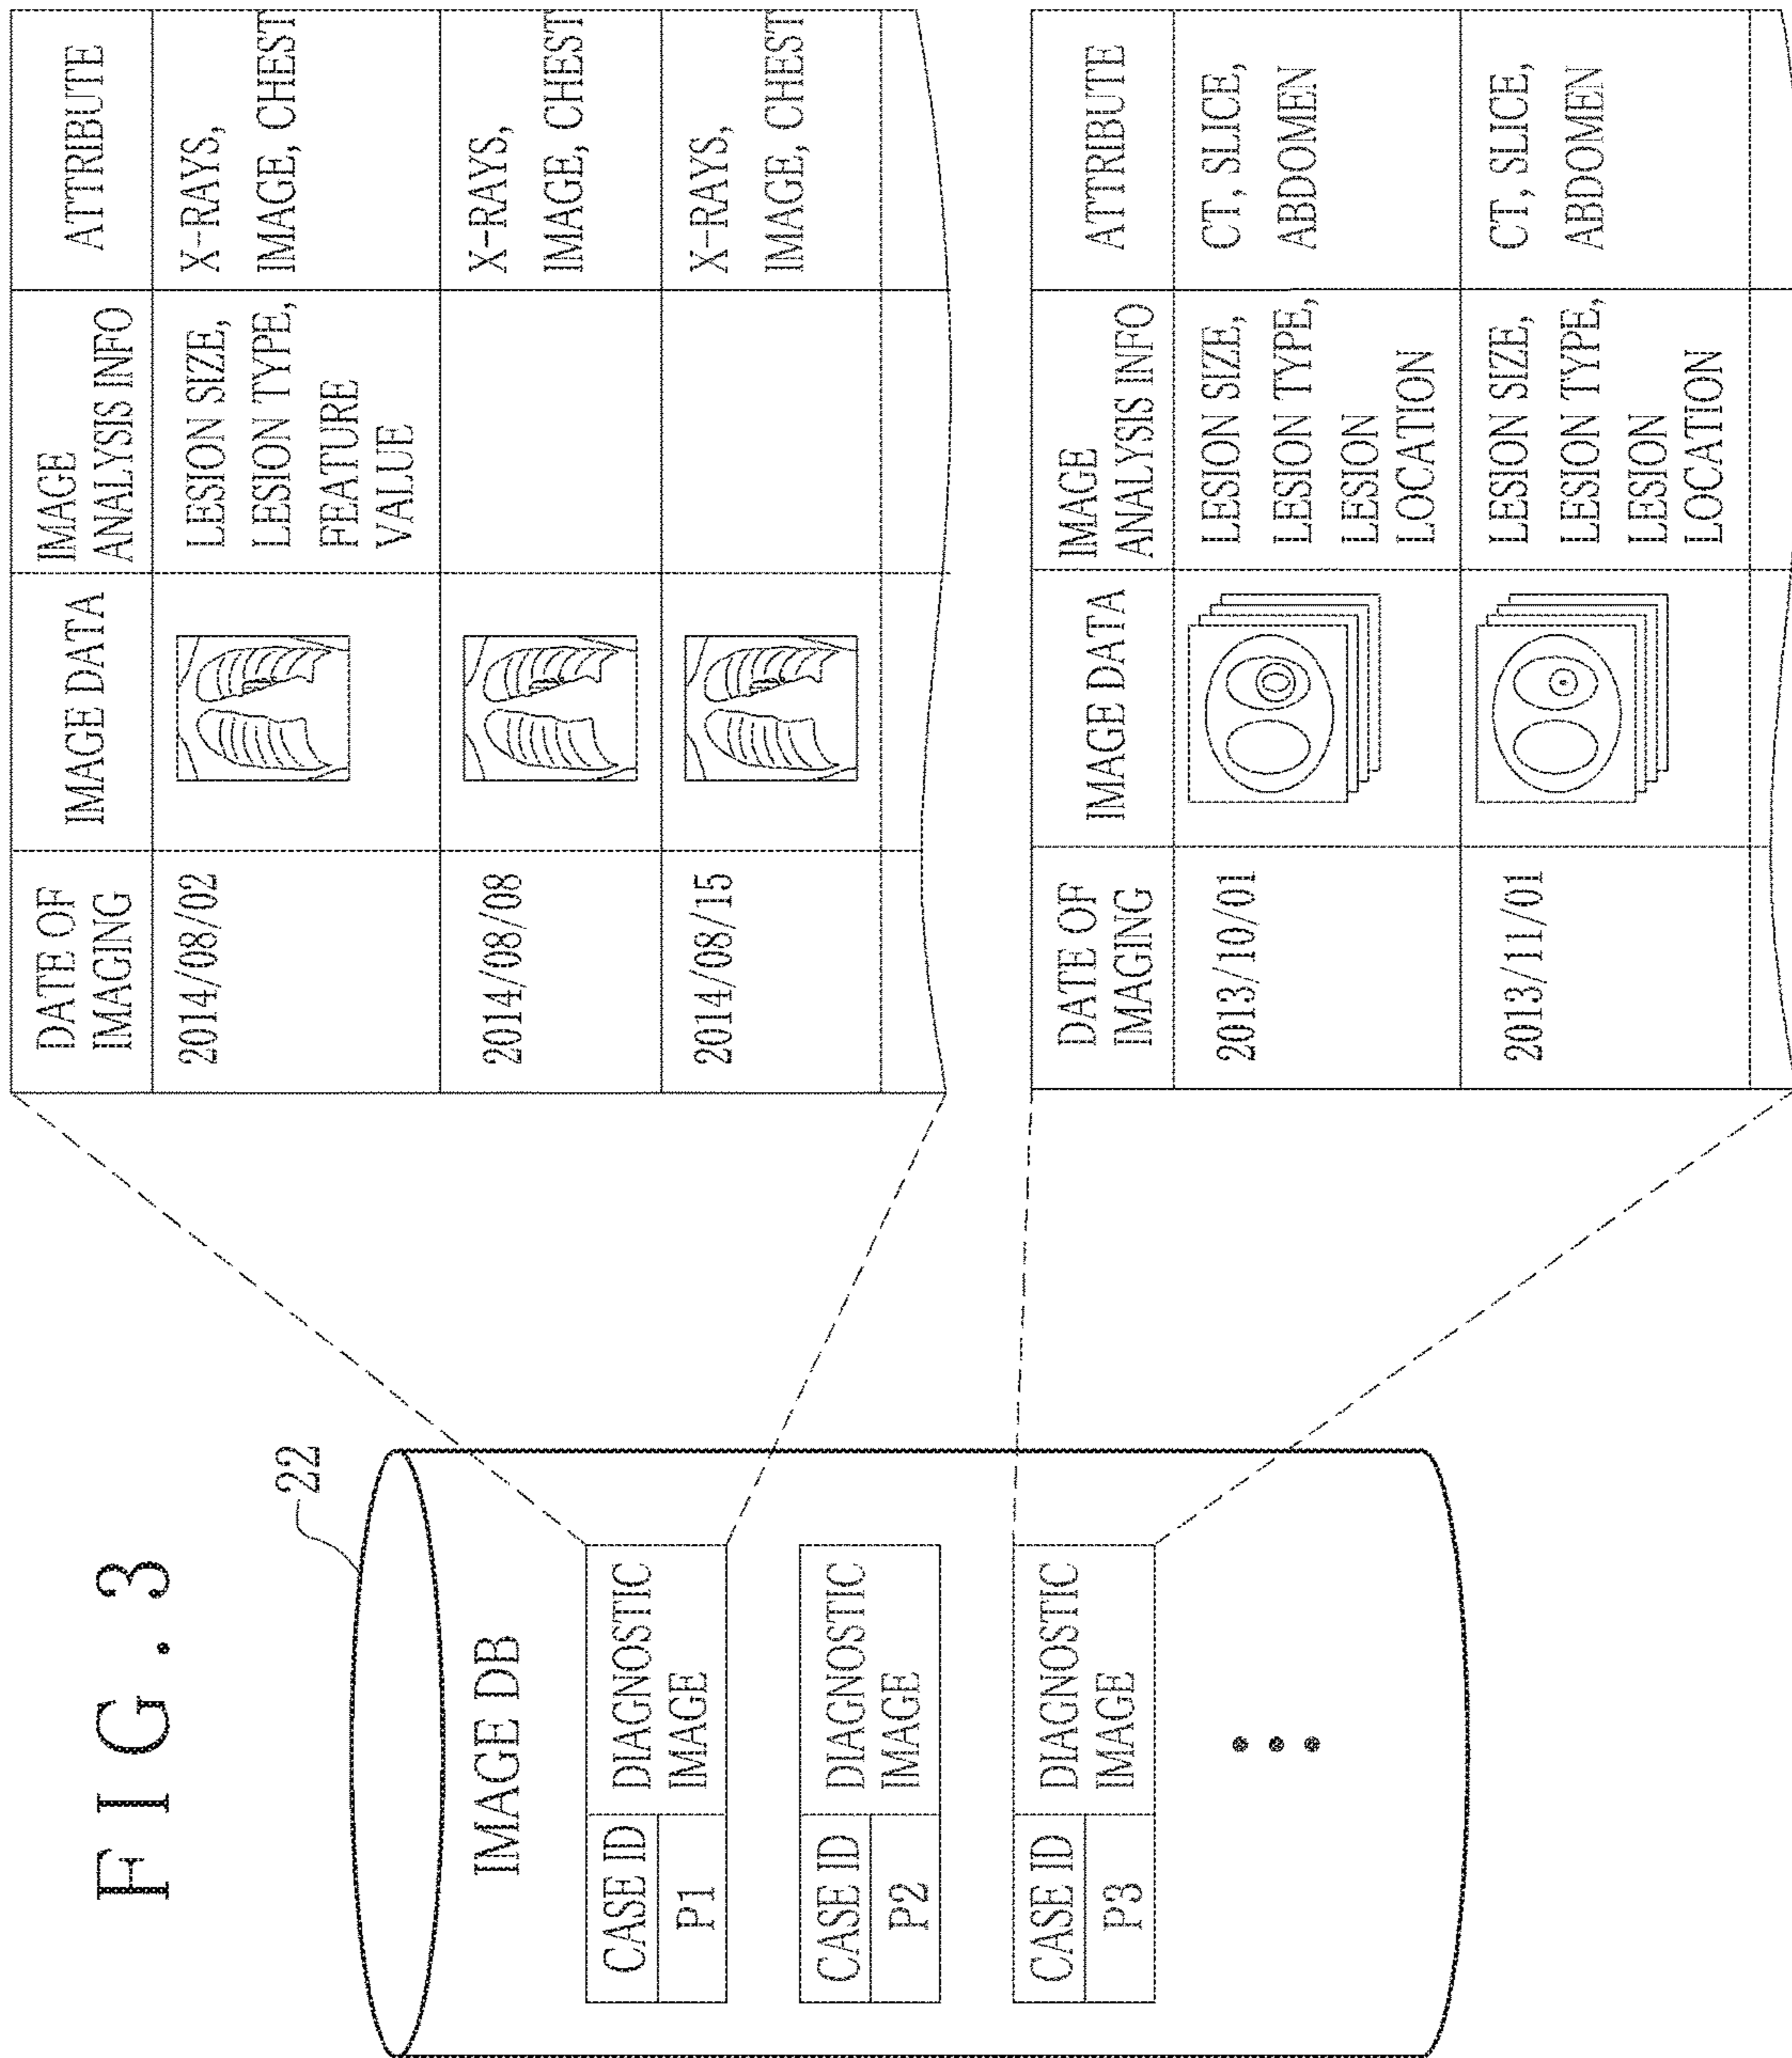 FIG. 3
22
IMAGE DB
CASE ID
P1
DIAGNOSTIC
IMAGE
CASE ID
P2
DIAGNOSTIC
IMAGE
CASE ID
P3
DIAGNOSTIC
IMAGE
DATE OF
IMAGING
IMAGE DATA
IMAGE
ANALYSIS INFO
ATTRIBUTE
2014/08/02
LESION SIZE,
LESION TYPE,
FEATURE
VALUE
X-RAYS,
IMAGE, CHEST
2014/08/08
X-RAYS,
IMAGE, CHEST
2014/08/15
X-RAYS,
IMAGE, CHEST
DATE OF
IMAGING
IMAGE DATA
IMAGE
ANALYSIS INFO
ATTRIBUTE
2013/10/01
LESION SIZE,
LESION TYPE,
LESION
LOCATION
CT, SLICE,
ABDOMEN
2013/11/01
LESION SIZE,
LESION TYPE,
LESION
LOCATION
CT, SLICE,
ABDOMEN